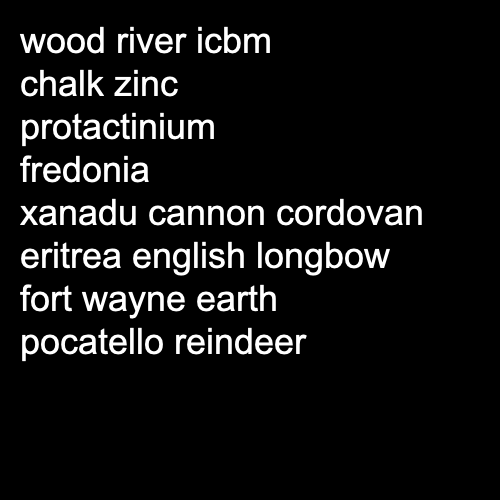 wood river icbm
chalk zinc
protactinium
fredonia
xanadu cannon cordovan
eritrea english longbow
fort wayne earth
pocatello reindeer